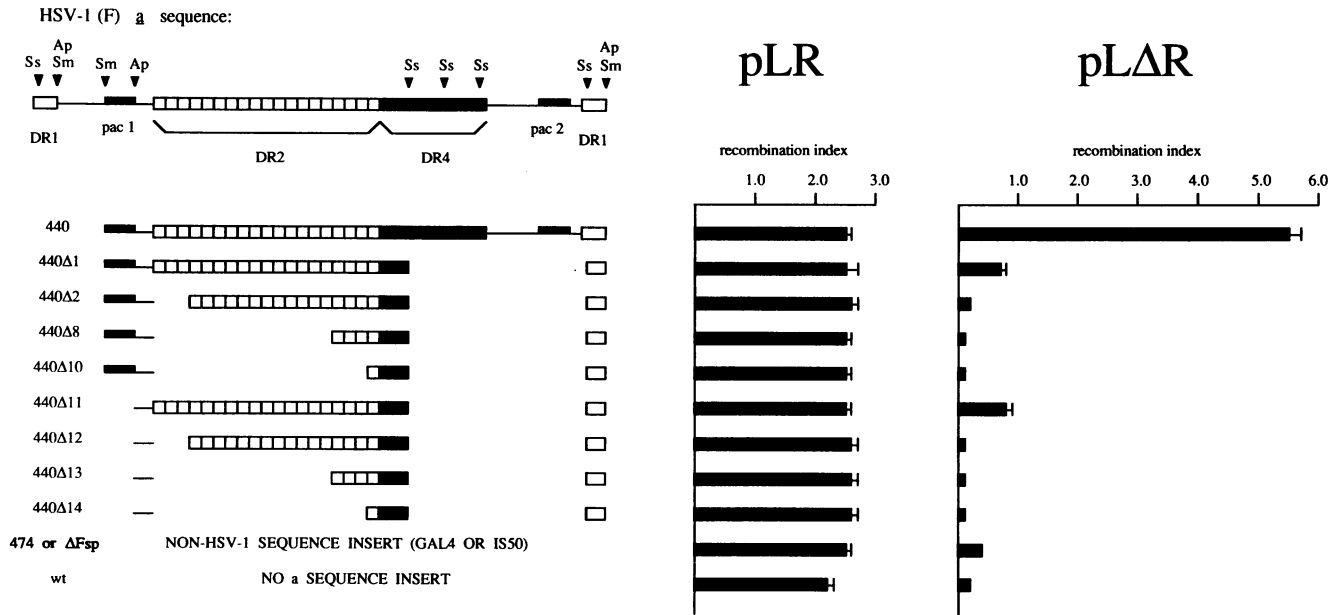 HSV-1 (F) a sequence:
Ss Ap Sm Sm Ap Ss Ss Ss Ss Ap Sm
DR1 pac 1 DR2 DR4 pac 2 DR1
pLR
pLΔR
recombination index
1.0 2.0 3.0
recombination index
1.0 2.0 3.0 4.0 5.0 6.0
440
440Δ1
440Δ2
440Δ8
440Δ10
440Δ11
440Δ12
440Δ13
440Δ14
474 or ΔFsp NON-HSV-1 SEQUENCE INSERT (GAL4 OR IS50)
wt NO a SEQUENCE INSERT